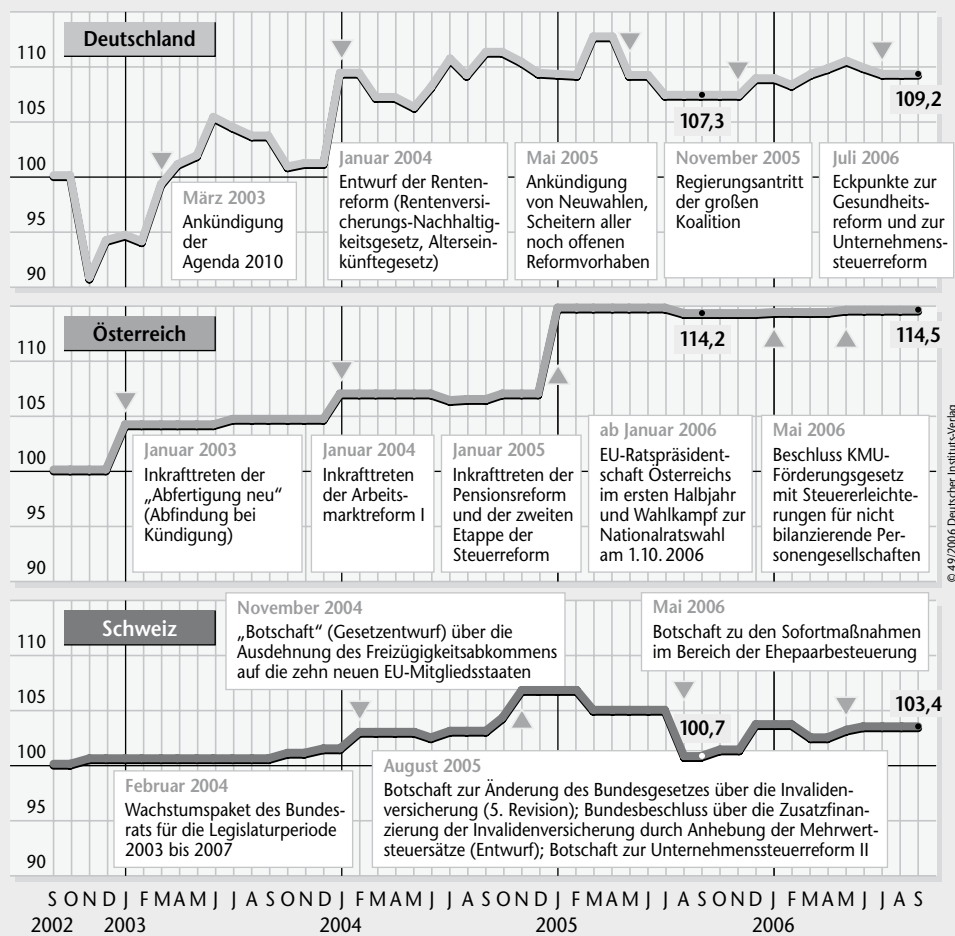 Deutschland
110
105
100
95
90
107,3
109,2
März 2003
Ankündigung
der
Agenda 2010
Januar 2004
Entwurf der Renten-
reform (Rentenversi-
cherungs-Nachhaltig-
keitsgesetz, Altersein-
künftegesetz)
Mai 2005
Ankündigung
von Neuwahlen,
Scheitern aller
noch offenen
Reformvorhaben
November 2005
Regierungsantritt
der großen
Koalition
Juli 2006
Eckpunkte zur
Gesundheits-
reform und zur
Unternehmens-
steuerreform
Österreich
110
105
100
95
90
114,2
114,5
Januar 2003
Inkrafttreten der
„Abfertigung neu“
(Abfindung bei
Kündigung)
Januar 2004
Inkrafttreten
der Arbeits-
marktreform I
Januar 2005
Inkrafttreten der
Pensionsreform
und der zweiten
Etappe der
Steuerreform
ab Januar 2006
EU-Ratspräsident-
schaft Österreichs
im ersten Halbjahr
und Wahlkampf zur
Nationalratswahl
am 1.10.2006
Mai 2006
Beschluss KMU-
Förderungsgesetz
mit Steuererleichte-
rungen für nicht
bilanzierende Per-
sonengesellschaften
Schweiz
110
105
100
95
90
November 2004
„Botschaft“ (Gesetzentwurf) über die
Ausdehnung des Freizügigkeitsabkommens
auf die zehn neuen EU-Mitgliedsstaaten
Mai 2006
Botschaft zu den Sofortmaßnahmen
im Bereich der Ehepaarbesteuerung
100,7
103,4
Februar 2004
Wachstumspaket des Bundes-
rats für die Legislaturperiode
2003 bis 2007
August 2005
Botschaft zur Änderung des Bundesgesetzes über die Invaliden-
versicherung (5. Revision); Bundesbeschluss über die Zusatzfinan-
zierung der Invalidenversicherung durch Anhebung der Mehrwert-
steuersätze (Entwurf); Botschaft zur Unternehmenssteuerreform II
S O N D J F M A M J J A S O N D J F M A M J J A S O N D J F M A M J J A S O N D J F M A M J J A S
2002 2003 2004 2005 2006
© 49/2006 Deutscher Instituts-Verlag